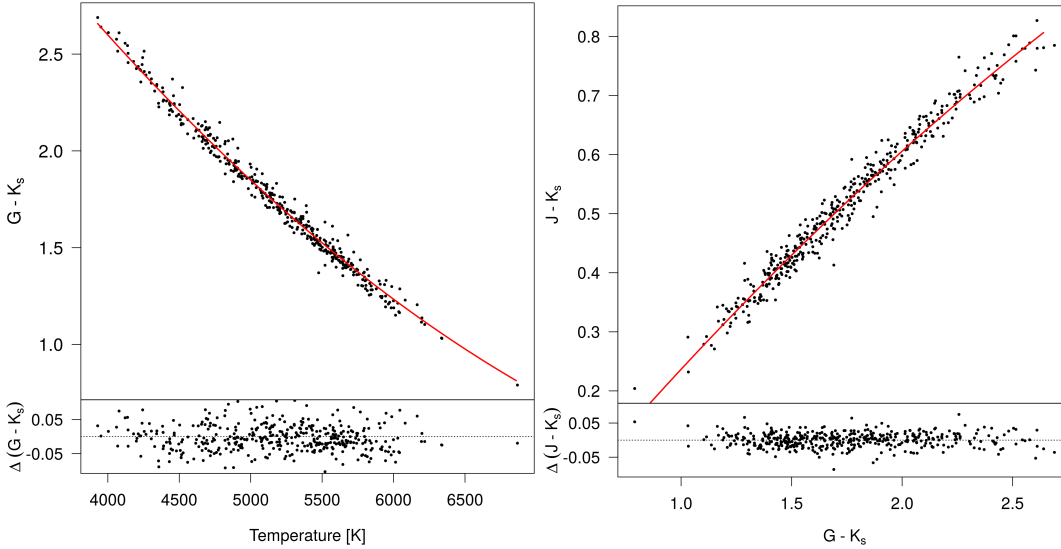 G - Ks
2.5
2.0
1.5
1.0
Δ (G - Ks)
0.05
-0.05
4000 4500 5000 5500 6000 6500
Temperature [K]
J - Ks
0.8
0.7
0.6
0.5
0.4
0.3
0.2
Δ (J - Ks)
0.05
-0.05
1.0 1.5 2.0 2.5
G - Ks